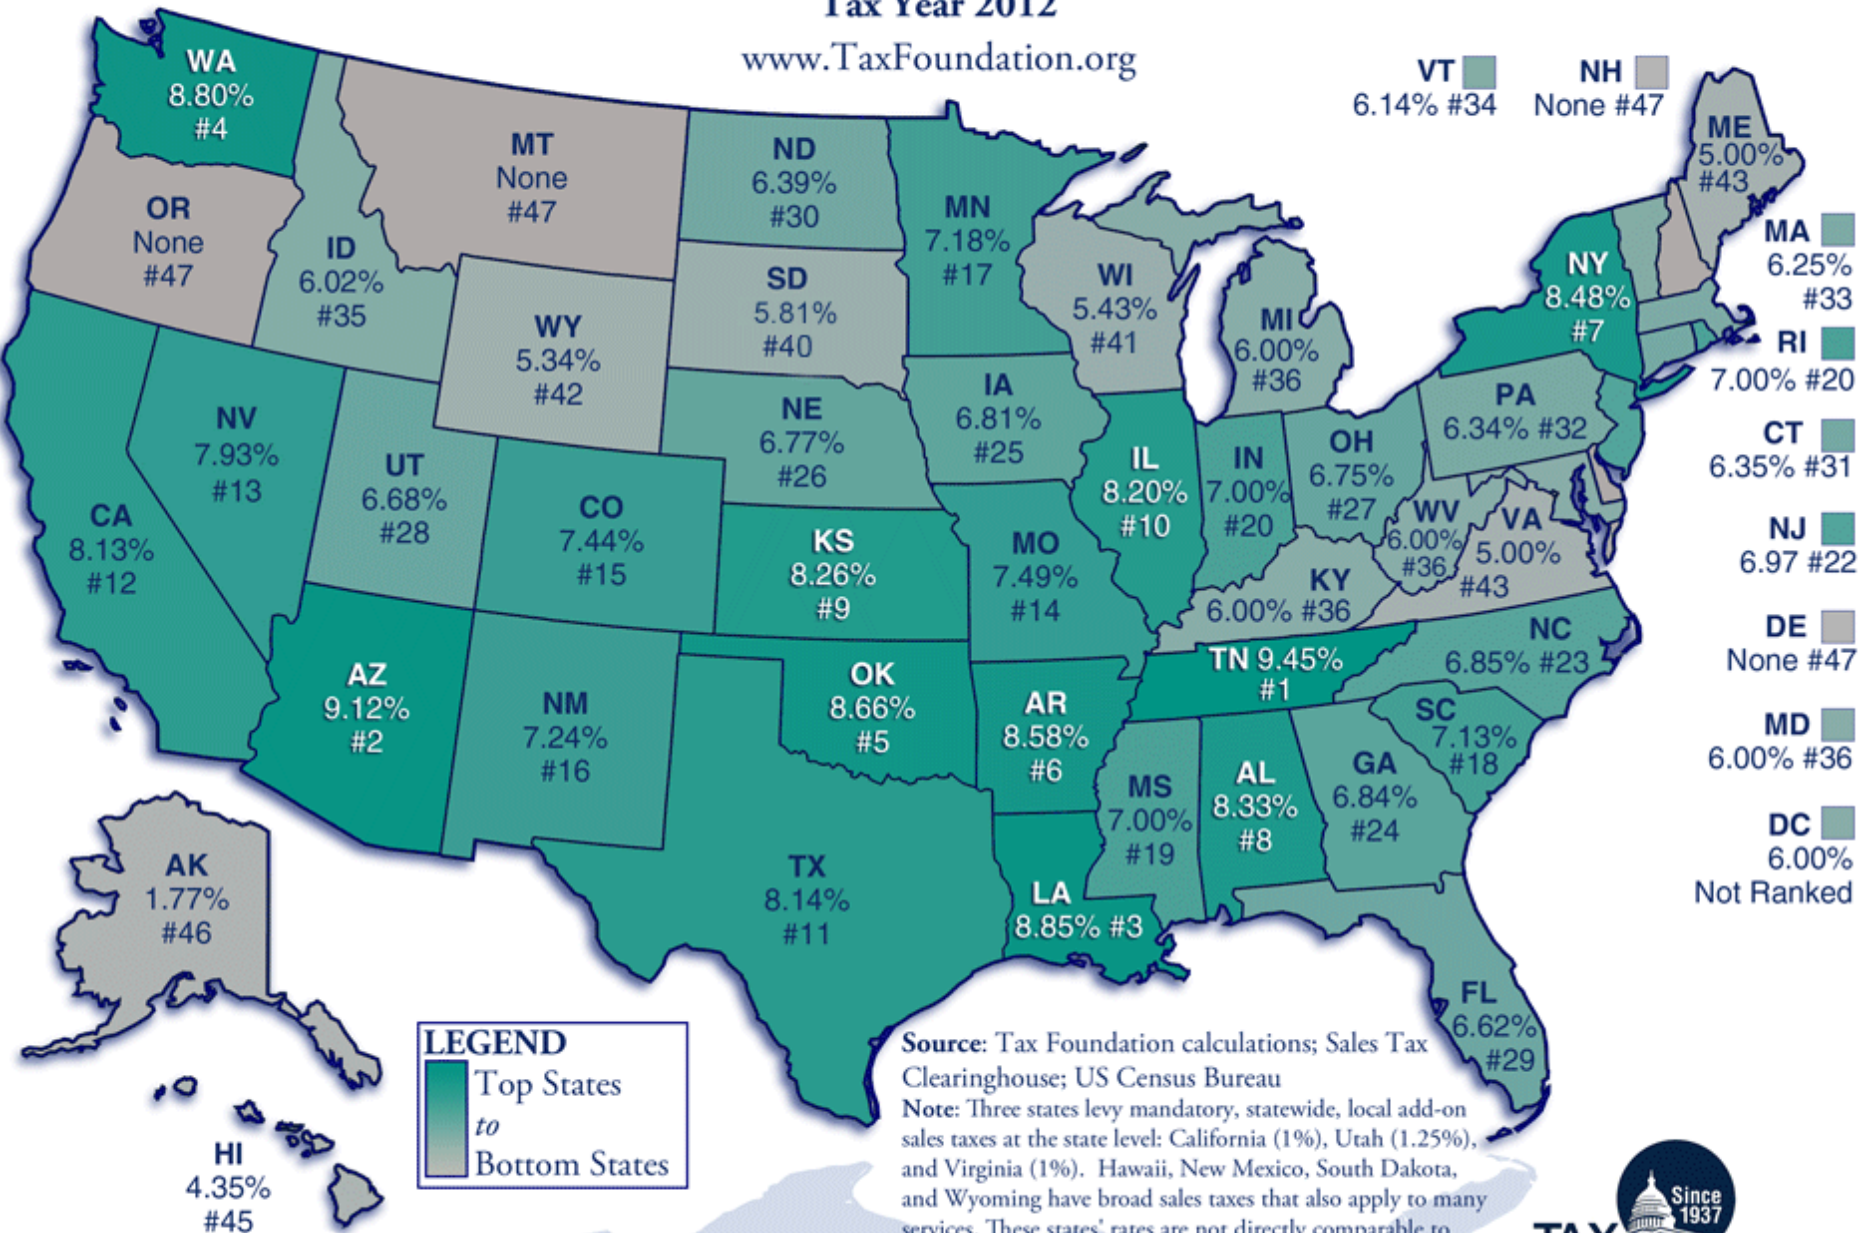 Tax Year 2012
www.TaxFoundation.org
WA
8.80%
#4
OR
None
#47
MT
None
#47
ID
6.02%
#35
WY
5.34%
#42
ND
6.39%
#30
SD
5.81%
#40
NE
6.77%
#26
MN
7.18%
#17
IA
6.81%
#25
WI
5.43%
#41
MI
6.00%
#36
VT
6.14% #34
NH
None #47
ME
5.00%
#43
NY
8.48%
#7
MA
6.25%
#33
RI
7.00% #20
CT
6.35% #31
NJ
6.97 #22
DE
None #47
MD
6.00% #36
DC
6.00%
Not Ranked
PA
6.34% #32
CA
8.13%
#12
NV
7.93%
#13
UT
6.68%
#28
CO
7.44%
#15
KS
8.26%
#9
MO
7.49%
#14
IL
8.20%
#10
IN
7.00%
#20
OH
6.75%
#27
WV
6.00%
#36
VA
5.00%
#43
KY
6.00% #36
NC
6.85% #23
TN 9.45%
#1
SC
7.13%
#18
AZ
9.12%
#2
NM
7.24%
#16
OK
8.66%
#5
AR
8.58%
#6
MS
7.00%
#19
AL
8.33%
#8
GA
6.84%
#24
TX
8.14%
#11
LA
8.85% #3
FL
6.62%
#29
AK
1.77%
#46
HI
4.35%
#45
LEGEND
Top States
to
Bottom States
Source: Tax Foundation calculations; Sales Tax
Clearinghouse; US Census Bureau
Note: Three states levy mandatory, statewide, local add-on
sales taxes at the state level: California (1%), Utah (1.25%),
and Virginia (1%). Hawaii, New Mexico, South Dakota,
and Wyoming have broad sales taxes that also apply to many
services. These states' rates are not directly comparable to
Since
1937
TAX